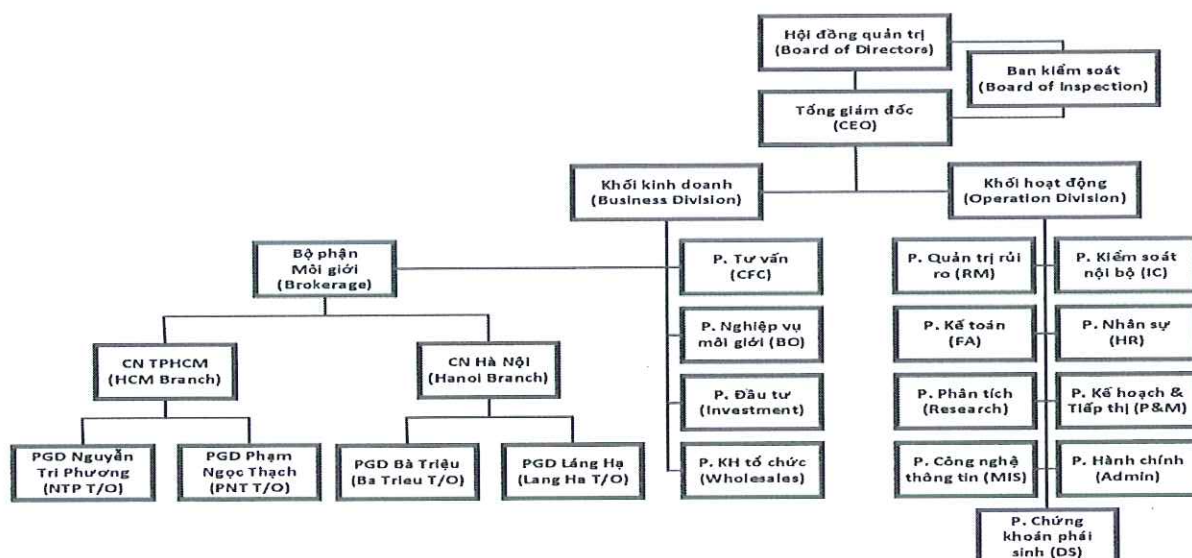 Hội đồng quản trị
(Board of Directors)
Ban kiểm soát
(Board of Inspection)
Tổng giám đốc
(CEO)
Khối kinh doanh
(Business Division)
Khối hoạt động
(Operation Division)
Bộ phận
Môi giới
(Brokerage)
P. Tư vấn
(CFC)
P. Quản trị rủi
ro (RM)
P. Kiểm soát
nội bộ (IC)
CN TPHCM
(HCM Branch)
CN Hà Nội
(Hanoi Branch)
P. Nghiệp vụ
môi giới (BO)
P. Kế toán
(FA)
P. Nhân sự
(HR)
P. Đầu tư
(Investment)
P. Phân tích
(Research)
P. Kế hoạch &
Tiếp thị (P&M)
PGD Nguyễn
Tri Phương
(NTP T/O)
PGD Phạm
Ngọc Thạch
(PNT T/O)
PGD Bà Triệu
(Ba Trieu T/O)
PGD Láng Hạ
(Lang Ha T/O)
P. KH tổ chức
(Wholesales)
P. Công nghệ
thông tin (MIS)
P. Hành chính
(Admin)
P. Chứng
khoán phái
sinh (DS)